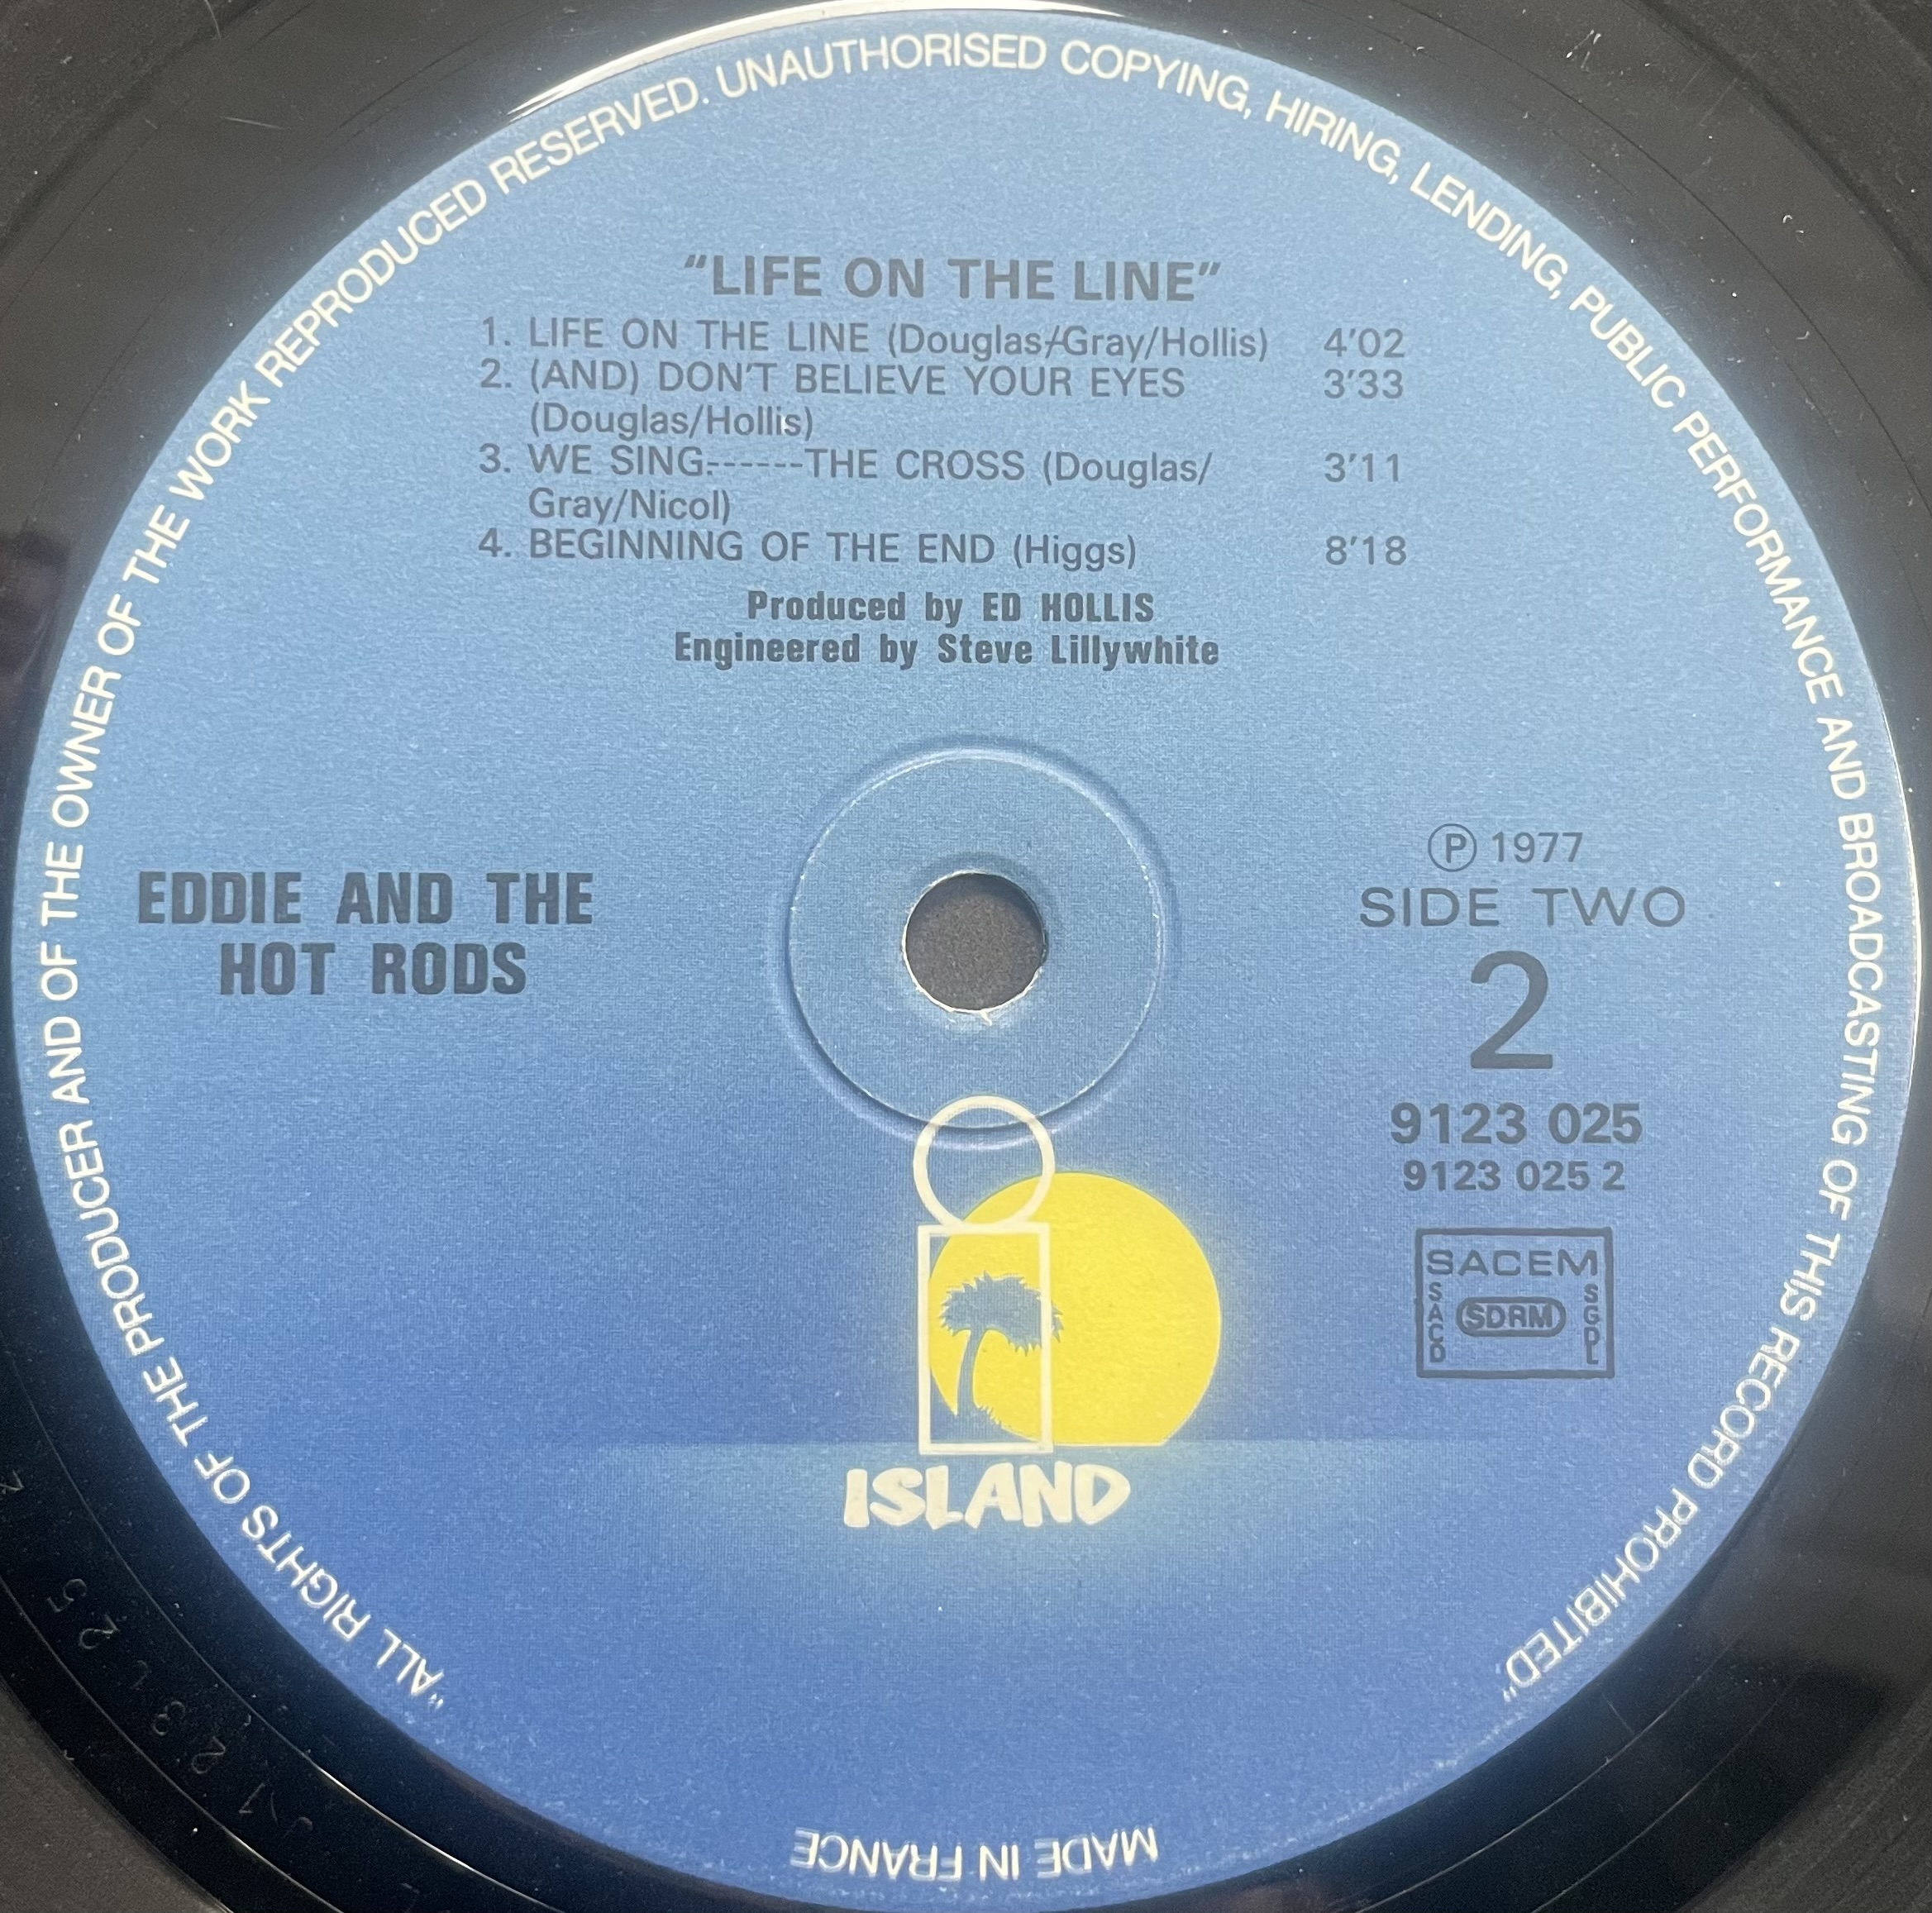 "ALL RIGHTS OF THE PRODUCER AND OF THE OWNER OF THE WORK REPRODUCED RESERVED. UNAUTHORISED COPYING, HIRING, LENDING, PUBLIC PERFORMANCE AND BROADCASTING OF THIS RECORD PROHIBITED"
"LIFE ON THE LINE"
1. LIFE ON THE LINE (Douglas/Gray/Hollis) 4'02
2. (AND) DON'T BELIEVE YOUR EYES 3'33
(Douglas/Hollis)
3. WE SING------THE CROSS (Douglas/ 3'11
Gray/Nicol)
4. BEGINNING OF THE END (Higgs) 8'18
Produced by ED HOLLIS
Engineered by Steve Lillywhite
EDDIE AND THE
HOT RODS
Ⓟ 1977
SIDE TWO
2
9123 025
9123 025 2
SACEM
SACD
SDRM
SGDL
ISLAND
MADE IN FRANCE